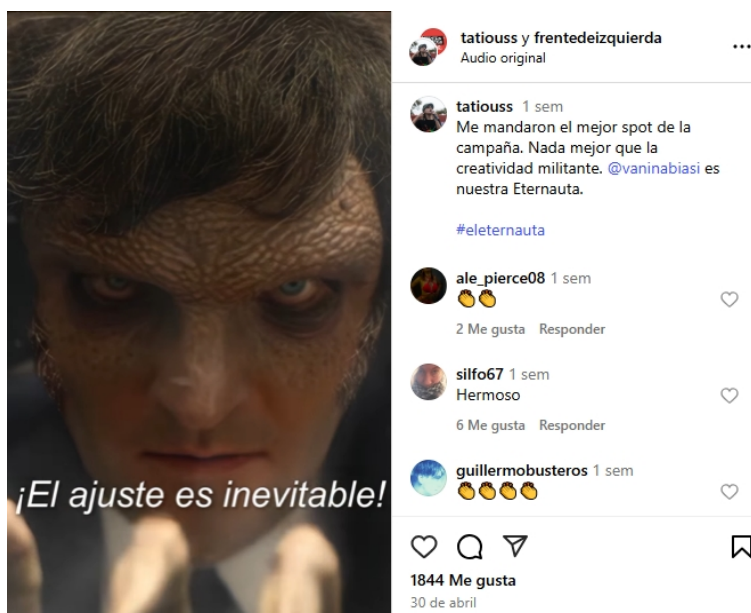 ¡El ajuste es inevitable!
tatiouss y frentedeizquierda
Audio original
tatiouss 1 sem
Me mandaron el mejor spot de la
campaña. Nada mejor que la
creatividad militante. @vaninabiasi es
nuestra Eternauta.
#eleternauta
ale_pierce08 1 sem
👏👏
2 Me gusta Responder
silfo67 1 sem
Hermoso
6 Me gusta Responder
guillermobusteros 1 sem
👏👏👏👏
1844 Me gusta
30 de abril